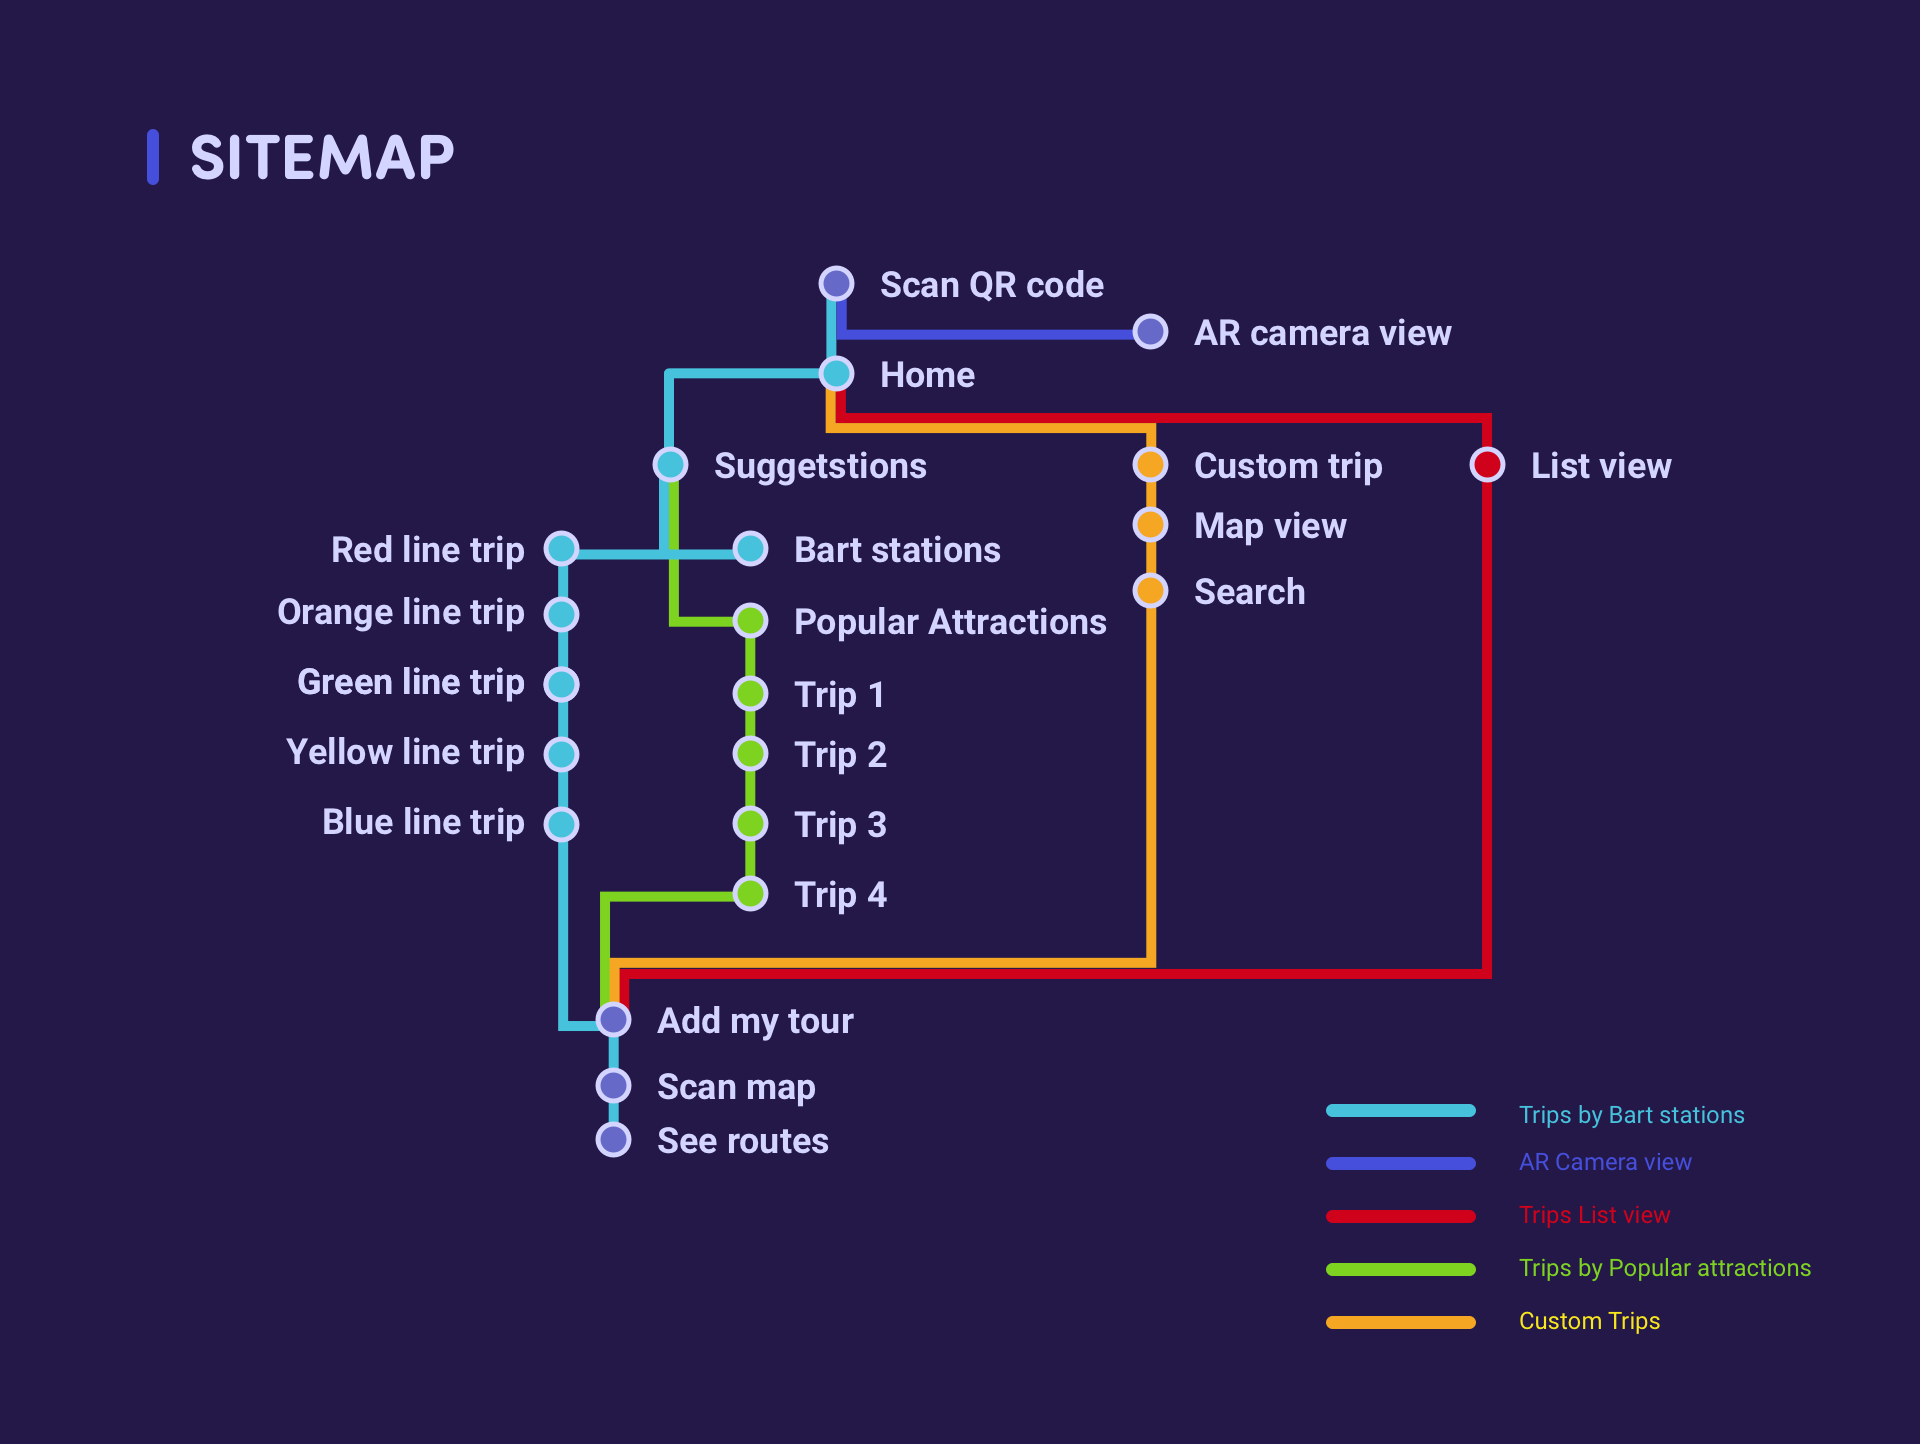 SITEMAP
Scan QR code
AR camera view
Home
Suggetstions
Custom trip
List view
Map view
Red line trip
Bart stations
Search
Orange line trip
Popular Attractions
Green line trip
Trip 1
Yellow line trip
Trip 2
Blue line trip
Trip 3
Trip 4
Add my tour
Scan map
See routes
Trips by Bart stations
AR Camera view
Trips List view
Trips by Popular attractions
Custom Trips